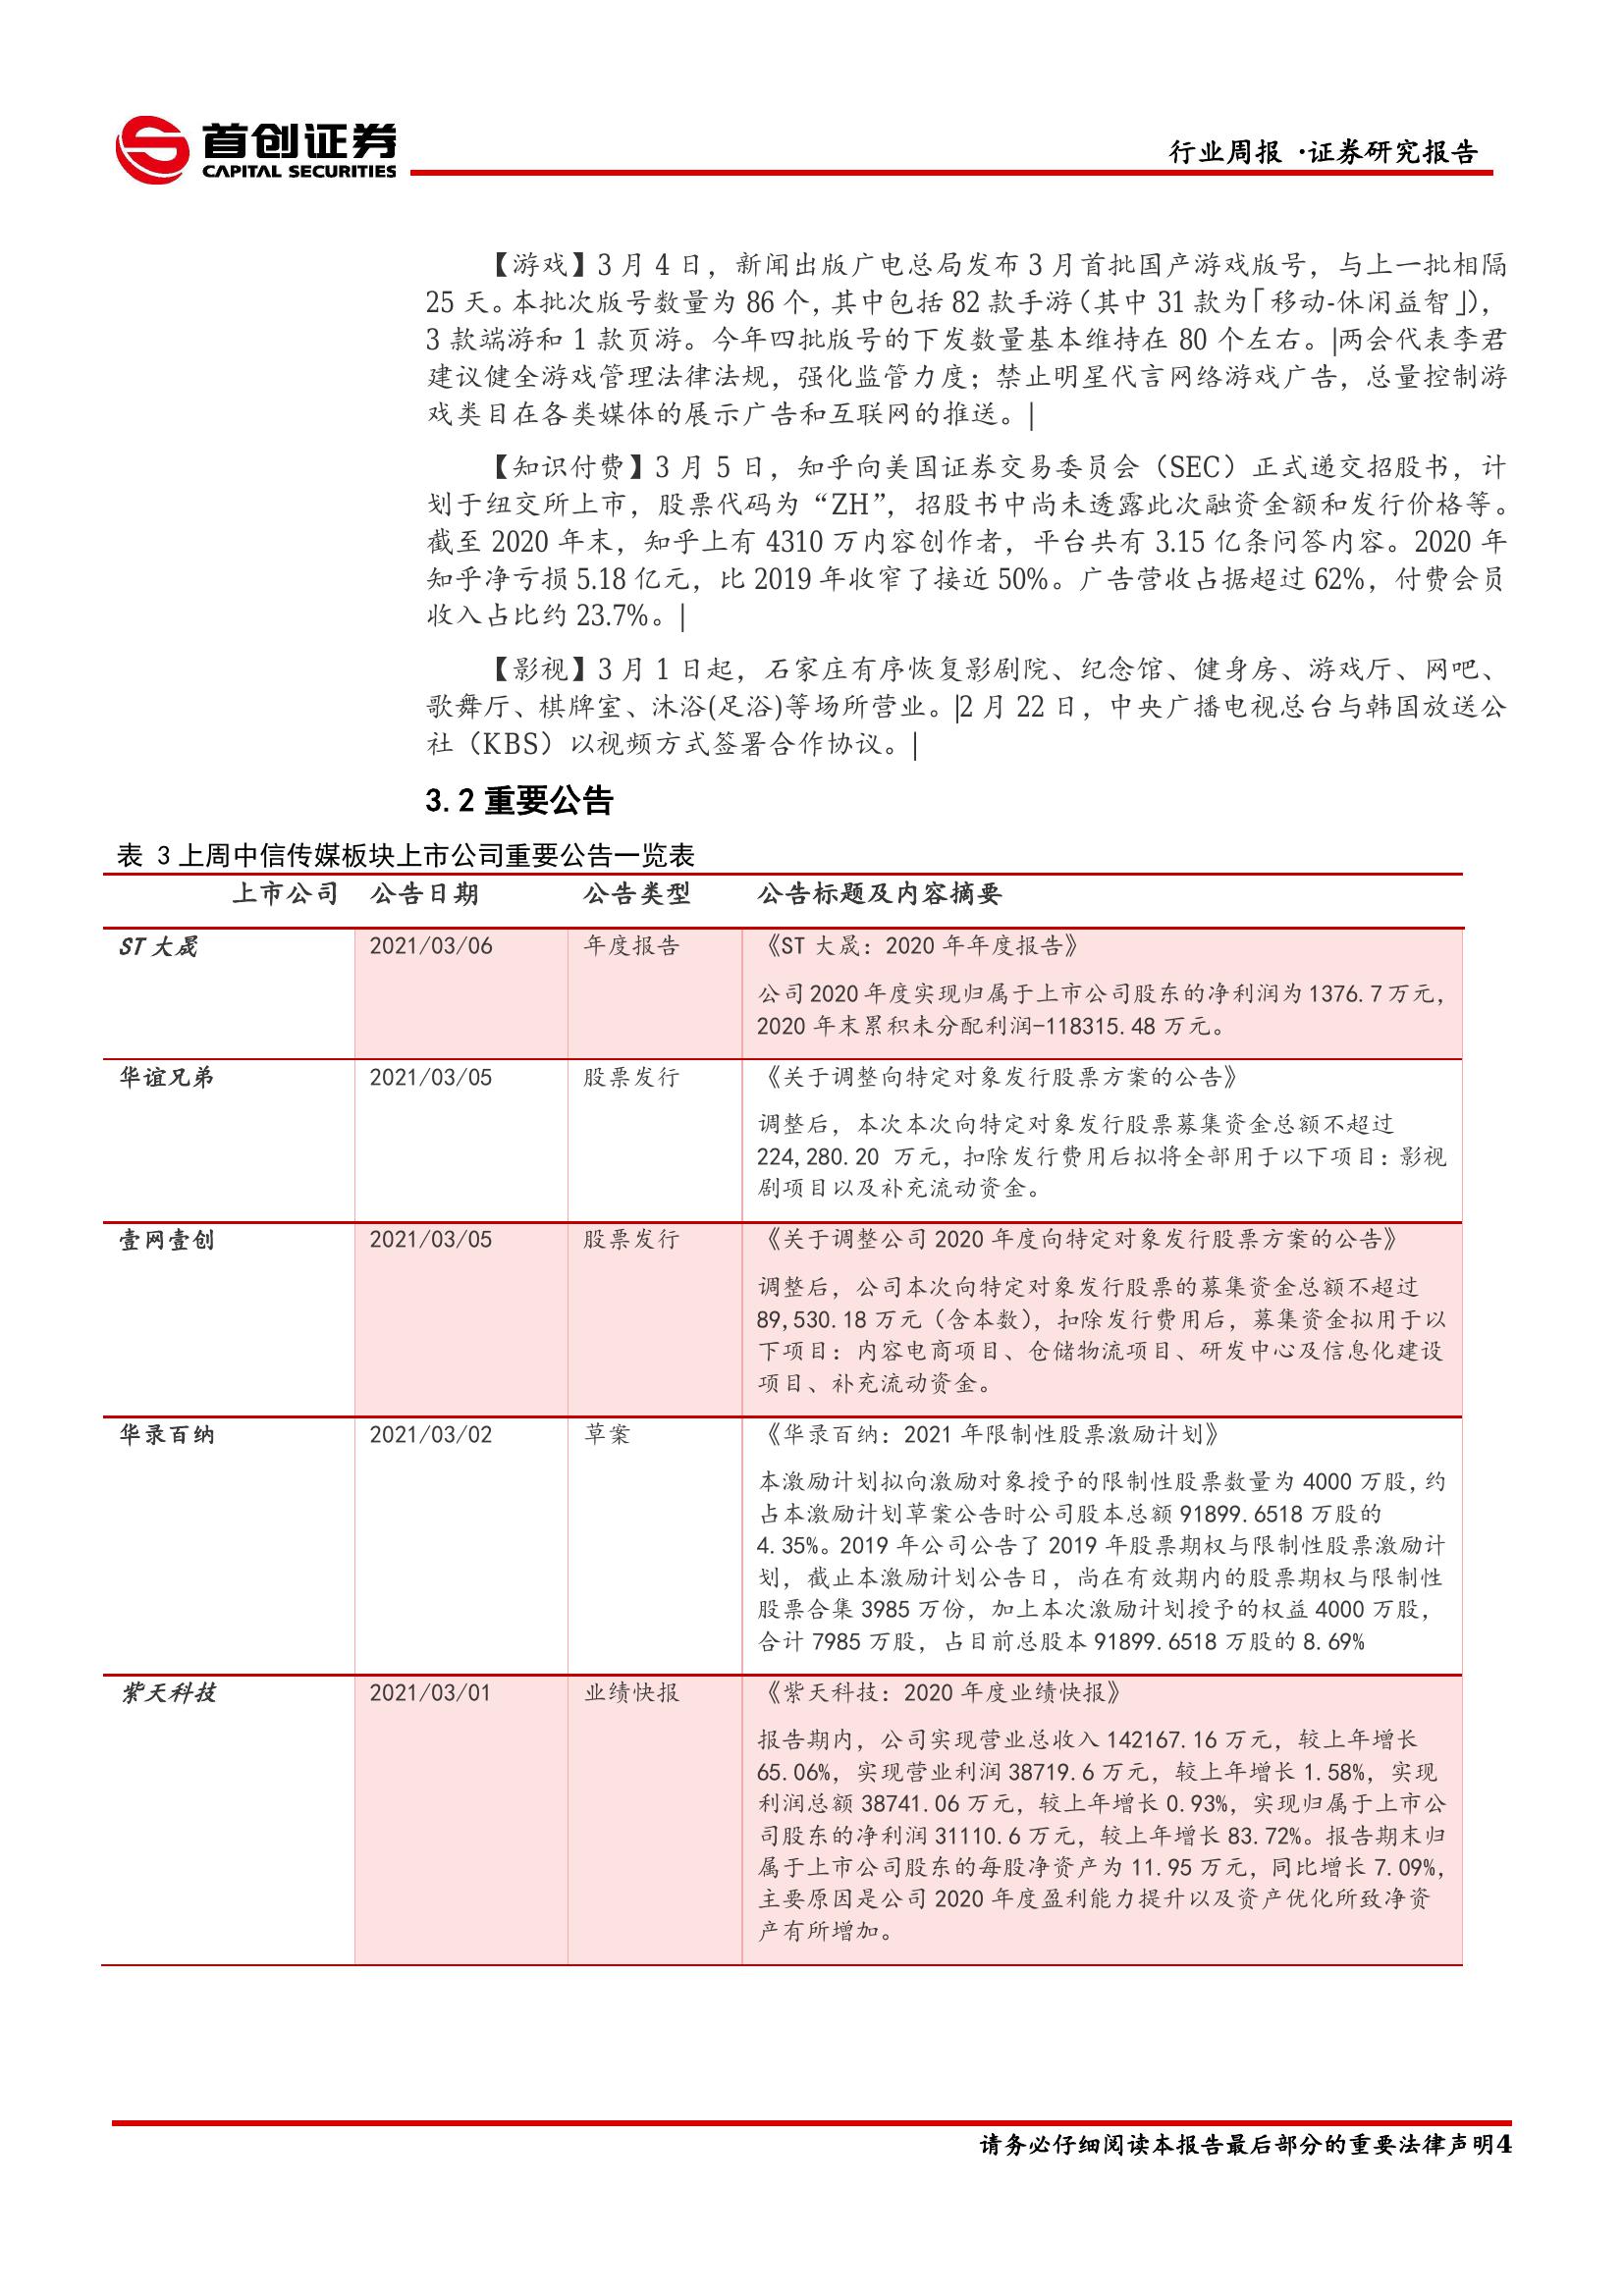 首创证券
CAPITAL SECURITIES
行业周报 ·证券研究报告
【游戏】3 月 4 日，新闻出版广电总局发布 3 月首批国产游戏版号，与上一批相隔
25 天。本批次版号数量为 86 个，其中包括 82 款手游（其中 31 款为「移动-休闲益智」），
3 款端游和 1 款页游。今年四批版号的下发数量基本维持在 80 个左右。|两会代表李君
建议健全游戏管理法律法规，强化监管力度；禁止明星代言网络游戏广告，总量控制游
戏类目在各类媒体的展示广告和互联网的推送。|
【知识付费】3 月 5 日，知乎向美国证券交易委员会（SEC）正式递交招股书，计
划于纽交所上市，股票代码为“ZH”，招股书中尚未透露此次融资金额和发行价格等。
截至 2020 年末，知乎上有 4310 万内容创作者，平台共有 3.15 亿条问答内容。2020 年
知乎净亏损 5.18 亿元，比 2019 年收窄了接近 50%。广告营收占据超过 62%，付费会员
收入占比约 23.7%。|
【影视】3 月 1 日起，石家庄有序恢复影剧院、纪念馆、健身房、游戏厅、网吧、
歌舞厅、棋牌室、沐浴(足浴)等场所营业。|2 月 22 日，中央广播电视总台与韩国放送公
社（KBS）以视频方式签署合作协议。|
3.2 重要公告
表 3 上周中信传媒板块上市公司重要公告一览表
上市公司 公告日期 公告类型 公告标题及内容摘要
ST 大晟 2021/03/06 年度报告 《ST 大晟：2020 年年度报告》
公司 2020 年度实现归属于上市公司股东的净利润为 1376.7 万元，
2020 年末累积未分配利润-118315.48 万元。
华谊兄弟 2021/03/05 股票发行 《关于调整向特定对象发行股票方案的公告》
调整后，本次本次向特定对象发行股票募集资金总额不超过
224,280.20 万元，扣除发行费用后拟将全部用于以下项目：影视
剧项目以及补充流动资金。
壹网壹创 2021/03/05 股票发行 《关于调整公司 2020 年度向特定对象发行股票方案的公告》
调整后，公司本次向特定对象发行股票的募集资金总额不超过
89,530.18 万元（含本数），扣除发行费用后，募集资金拟用于以
下项目：内容电商项目、仓储物流项目、研发中心及信息化建设
项目、补充流动资金。
华录百纳 2021/03/02 草案 《华录百纳：2021 年限制性股票激励计划》
本激励计划拟向激励对象授予的限制性股票数量为 4000 万股，约
占本激励计划草案公告时公司股本总额 91899.6518 万股的
4.35%。2019 年公司公告了 2019 年股票期权与限制性股票激励计
划，截止本激励计划公告日，尚在有效期内的股票期权与限制性
股票合集 3985 万份，加上本次激励计划授予的权益 4000 万股，
合计 7985 万股，占目前总股本 91899.6518 万股的 8.69%
紫天科技 2021/03/01 业绩快报 《紫天科技：2020 年度业绩快报》
报告期内，公司实现营业总收入 142167.16 万元，较上年增长
65.06%，实现营业利润 38719.6 万元，较上年增长 1.58%，实现
利润总额 38741.06 万元，较上年增长 0.93%，实现归属于上市公
司股东的净利润 31110.6 万元，较上年增长 83.72%。报告期末归
属于上市公司股东的每股净资产为 11.95 万元，同比增长 7.09%，
主要原因是公司 2020 年度盈利能力提升以及资产优化所致净资
产有所增加。
请务必仔细阅读本报告最后部分的重要法律声明4